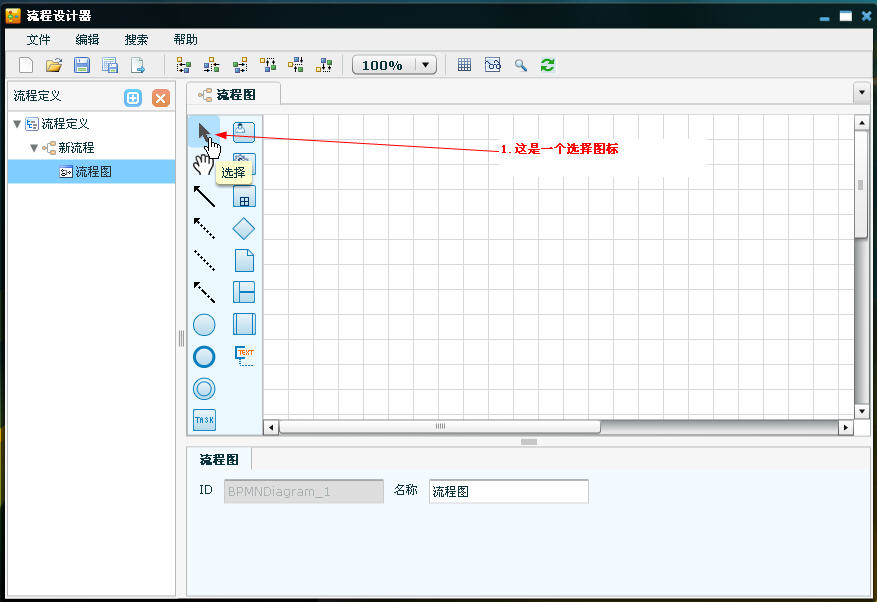 流程设计器
文件 编辑 搜索 帮助
100%
流程定义
流程图
流程定义
新流程
流程图
选择
1.这是一个选择图标
TEXT
TASK
流程图
ID BPMNDiagram_1 名称 流程图